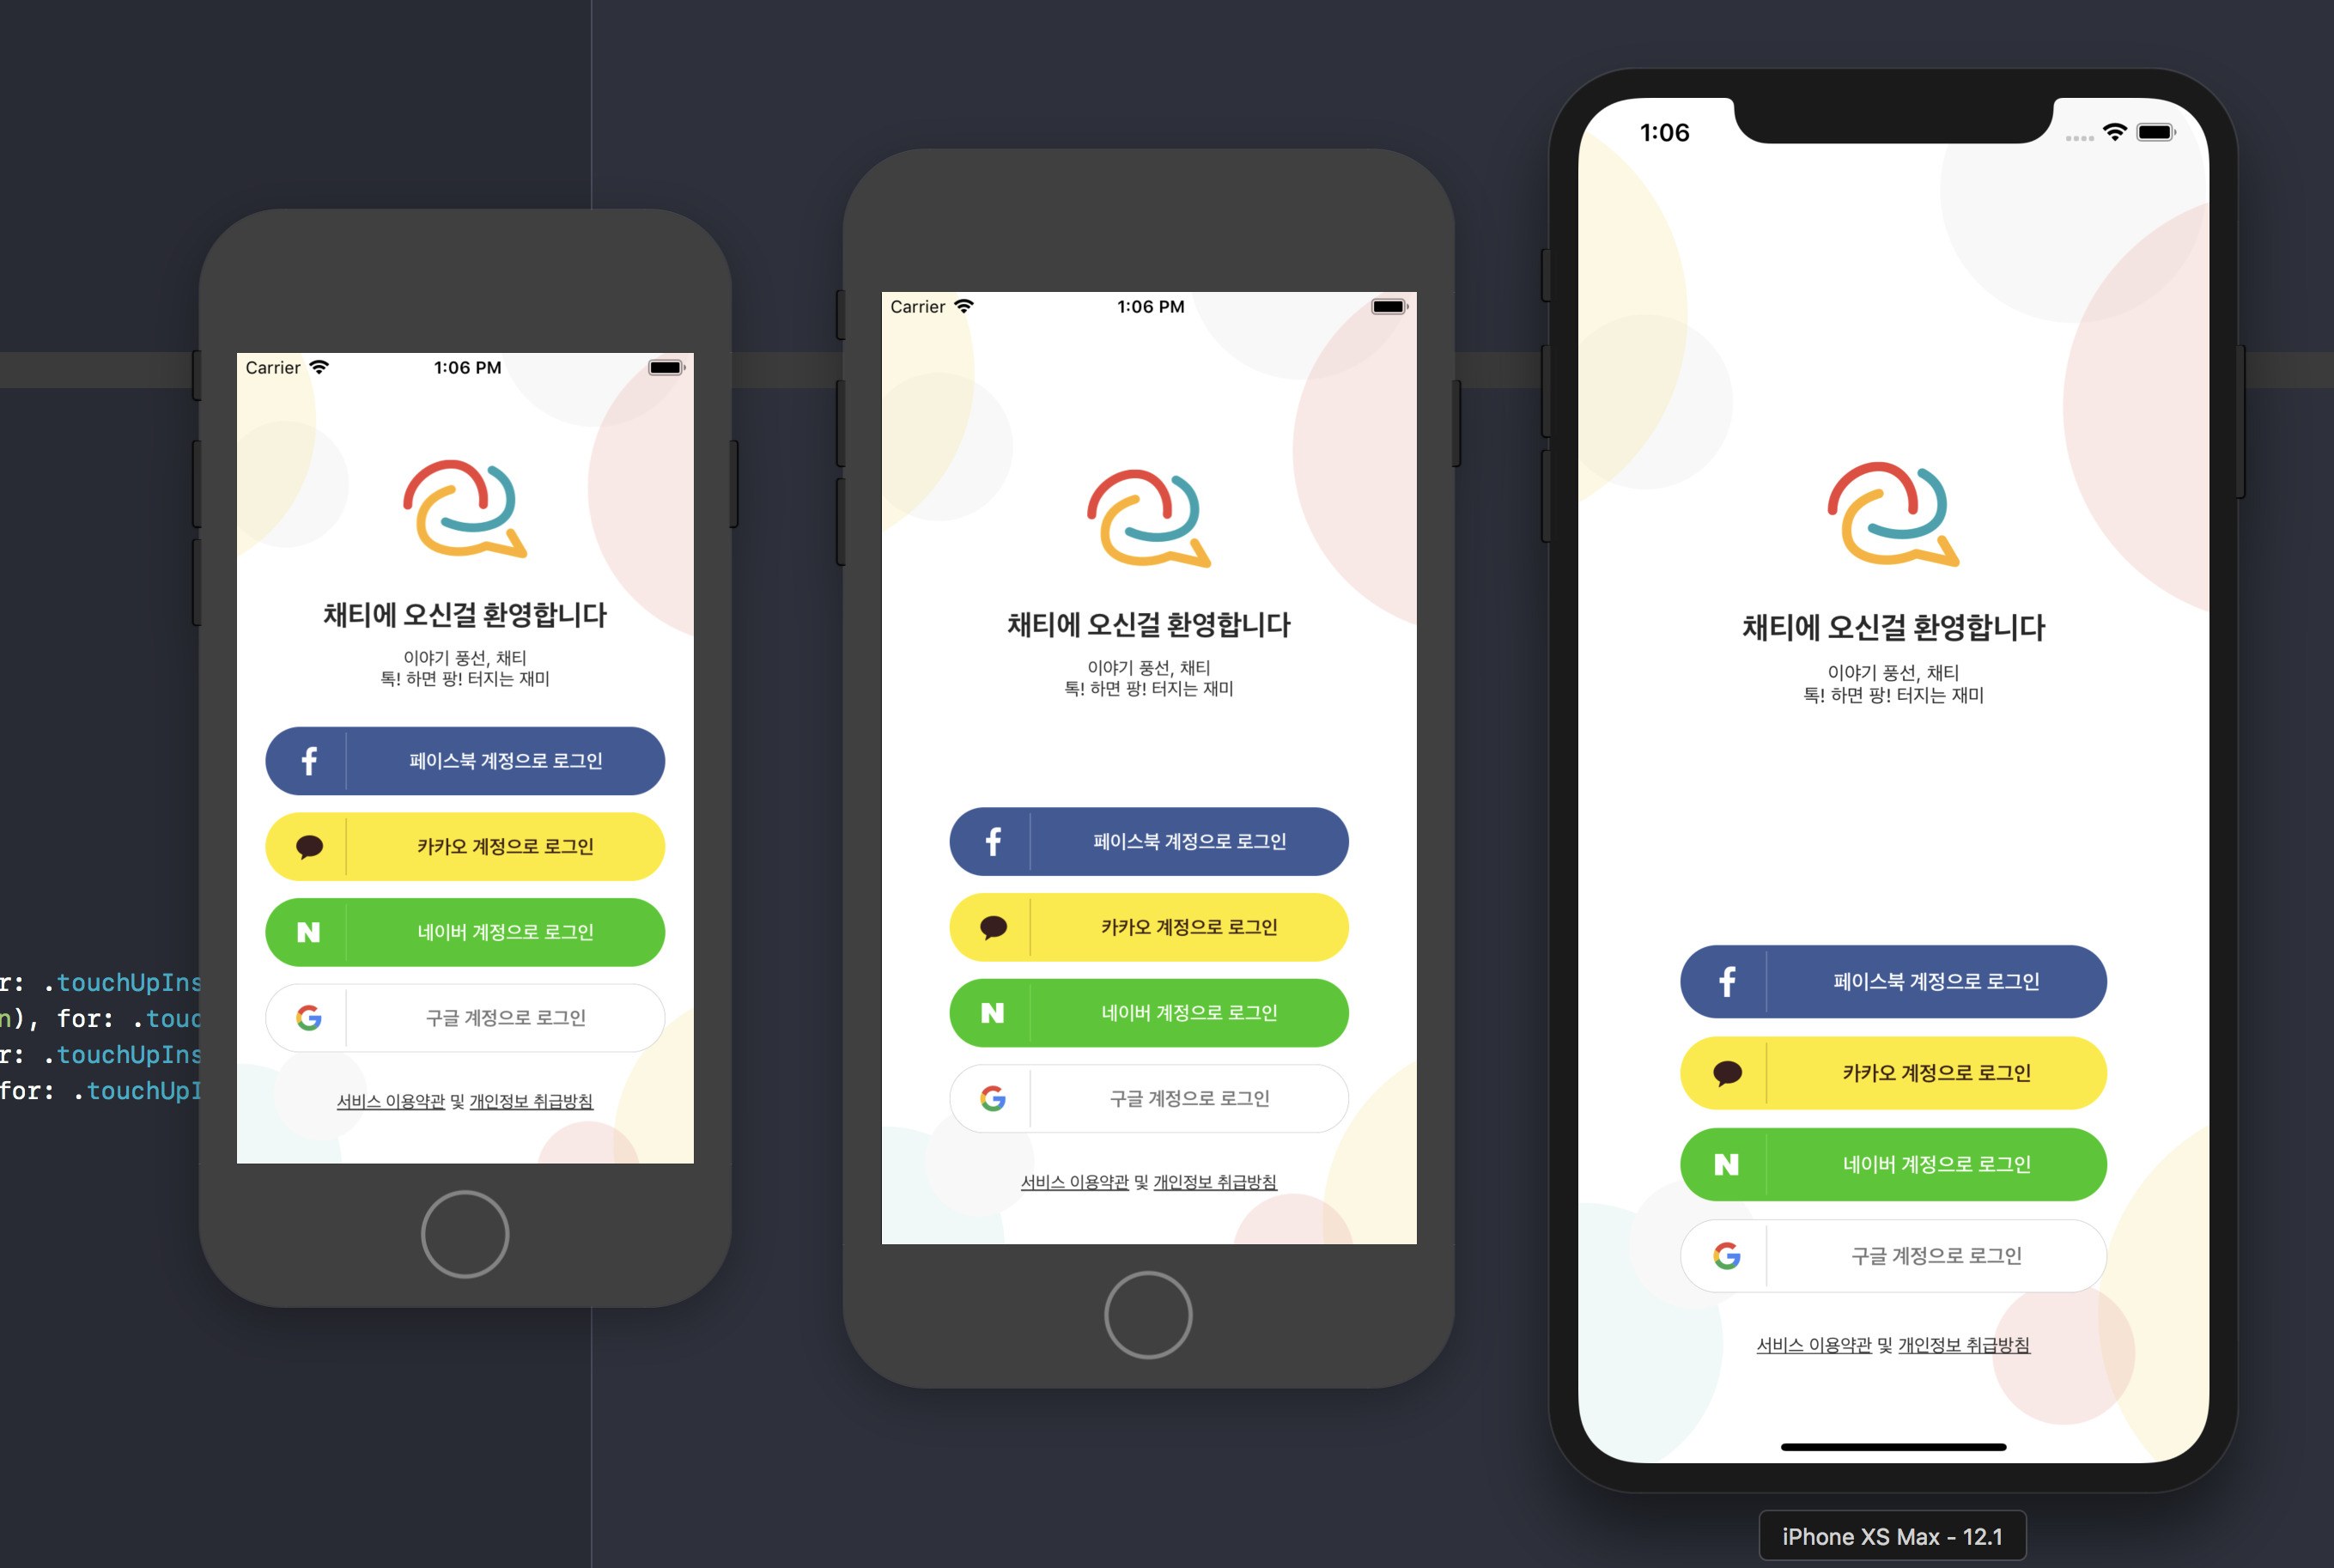 r: .touchUpIns
n), for: .touc
r: .touchUpIns
for: .touchUpI
Carrier
1:06 PM
채티에 오신걸 환영합니다
이야기 풍선, 채티
톡! 하면 팡! 터지는 재미
페이스북 계정으로 로그인
카카오 계정으로 로그인
네이버 계정으로 로그인
구글 계정으로 로그인
서비스 이용약관 및 개인정보 취급방침
Carrier
1:06 PM
채티에 오신걸 환영합니다
이야기 풍선, 채티
톡! 하면 팡! 터지는 재미
페이스북 계정으로 로그인
카카오 계정으로 로그인
네이버 계정으로 로그인
구글 계정으로 로그인
서비스 이용약관 및 개인정보 취급방침
1:06
채티에 오신걸 환영합니다
이야기 풍선, 채티
톡! 하면 팡! 터지는 재미
페이스북 계정으로 로그인
카카오 계정으로 로그인
네이버 계정으로 로그인
구글 계정으로 로그인
서비스 이용약관 및 개인정보 취급방침
iPhone XS Max - 12.1